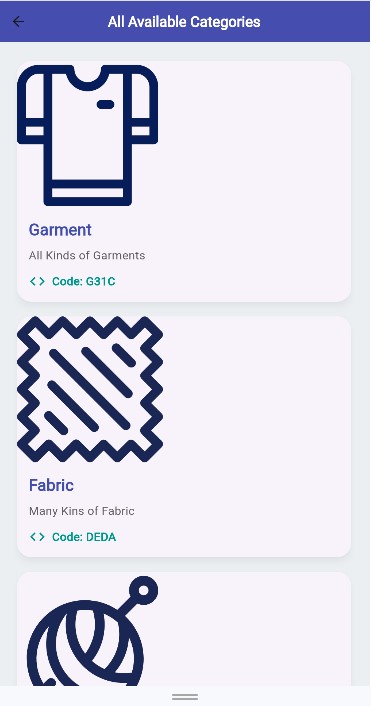 All Available Categories
Garment
All Kinds of Garments
Code: G31C
Fabric
Many Kins of Fabric
Code: DEDA